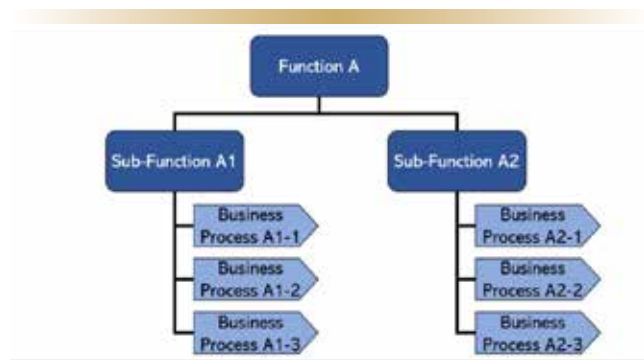 Function A
Sub-Function A1
Sub-Function A2
Business
Process A1-1
Business
Process A1-2
Business
Process A1-3
Business
Process A2-1
Business
Process A2-2
Business
Process A2-3